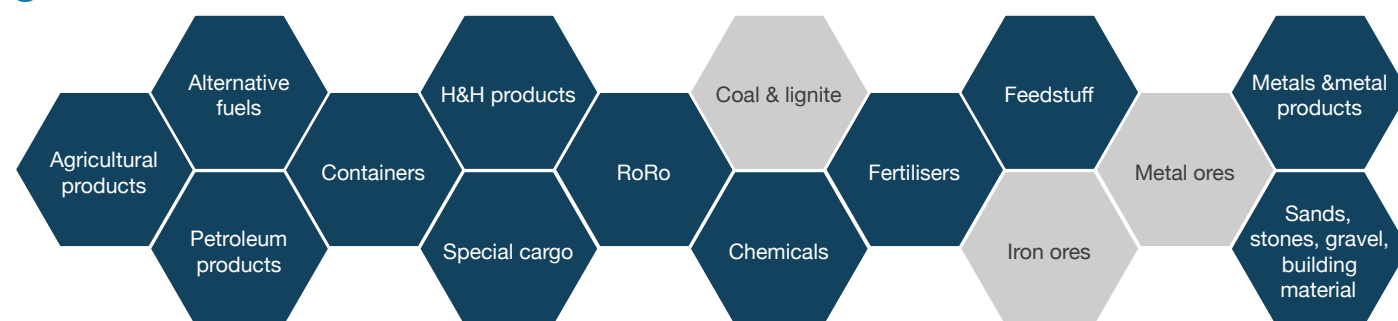 Agricultural
products
Alternative
fuels
Petroleum
products
Containers
H&H products
Special cargo
RoRo
Coal & lignite
Chemicals
Fertilisers
Feedstuff
Iron ores
Metal ores
Metals &metal
products
Sands,
stones, gravel,
building
material